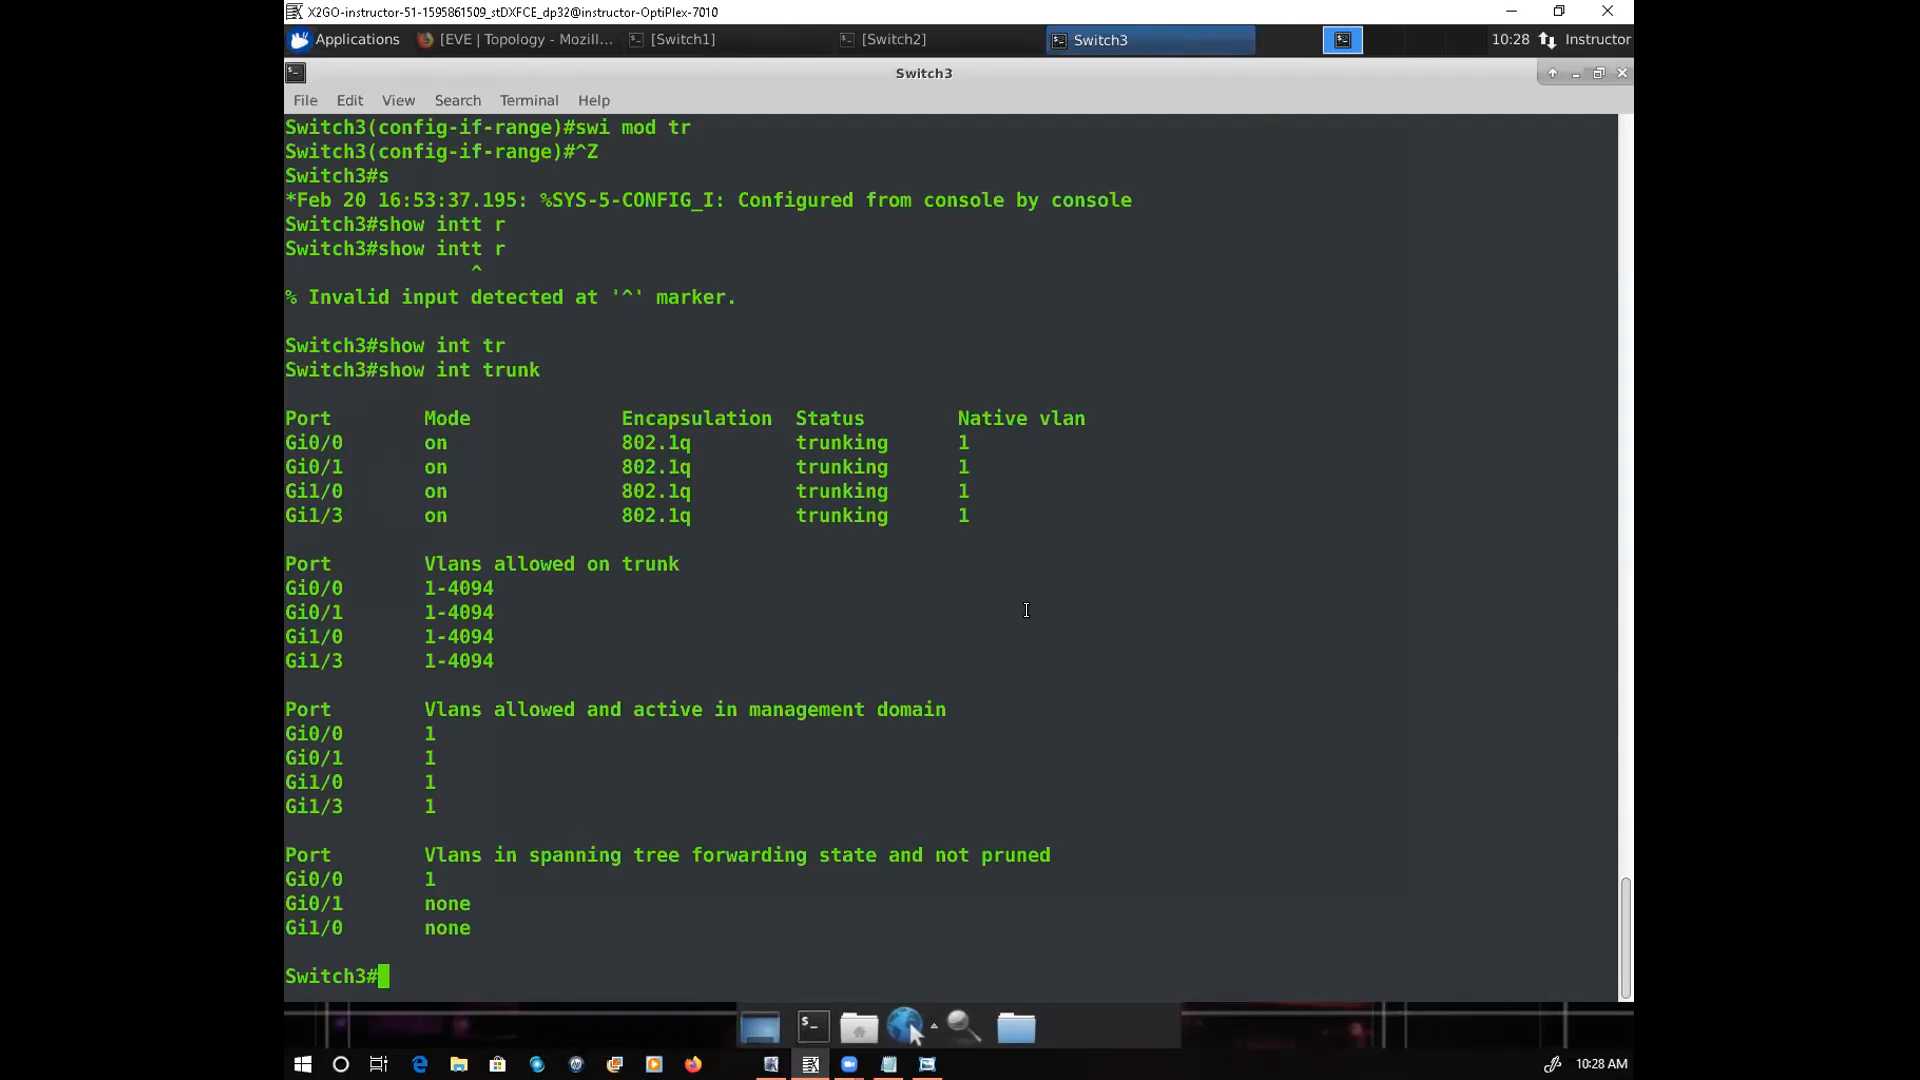 X2GO-instructor-51-1595861509_stDXFCE_dp32@instructor-OptiPlex-7010
Applications [EVE | Topology - Mozill... [Switch1] [Switch2] Switch3 10:28 Instructor
Switch3
File Edit View Search Terminal Help
Switch3(config-if-range)#swi mod tr
Switch3(config-if-range)#^Z
Switch3#s
*Feb 20 16:53:37.195: %SYS-5-CONFIG_I: Configured from console by console
Switch3#show intt r
Switch3#show intt r
^
% Invalid input detected at '^' marker.
Switch3#show int tr
Switch3#show int trunk
Port Mode Encapsulation Status Native vlan
Gi0/0 on 802.1q trunking 1
Gi0/1 on 802.1q trunking 1
Gi1/0 on 802.1q trunking 1
Gi1/3 on 802.1q trunking 1
Port Vlans allowed on trunk
Gi0/0 1-4094
Gi0/1 1-4094
Gi1/0 1-4094
Gi1/3 1-4094
Port Vlans allowed and active in management domain
Gi0/0 1
Gi0/1 1
Gi1/0 1
Gi1/3 1
Port Vlans in spanning tree forwarding state and not pruned
Gi0/0 1
Gi0/1 none
Gi1/0 none
Switch3#
10:28 AM